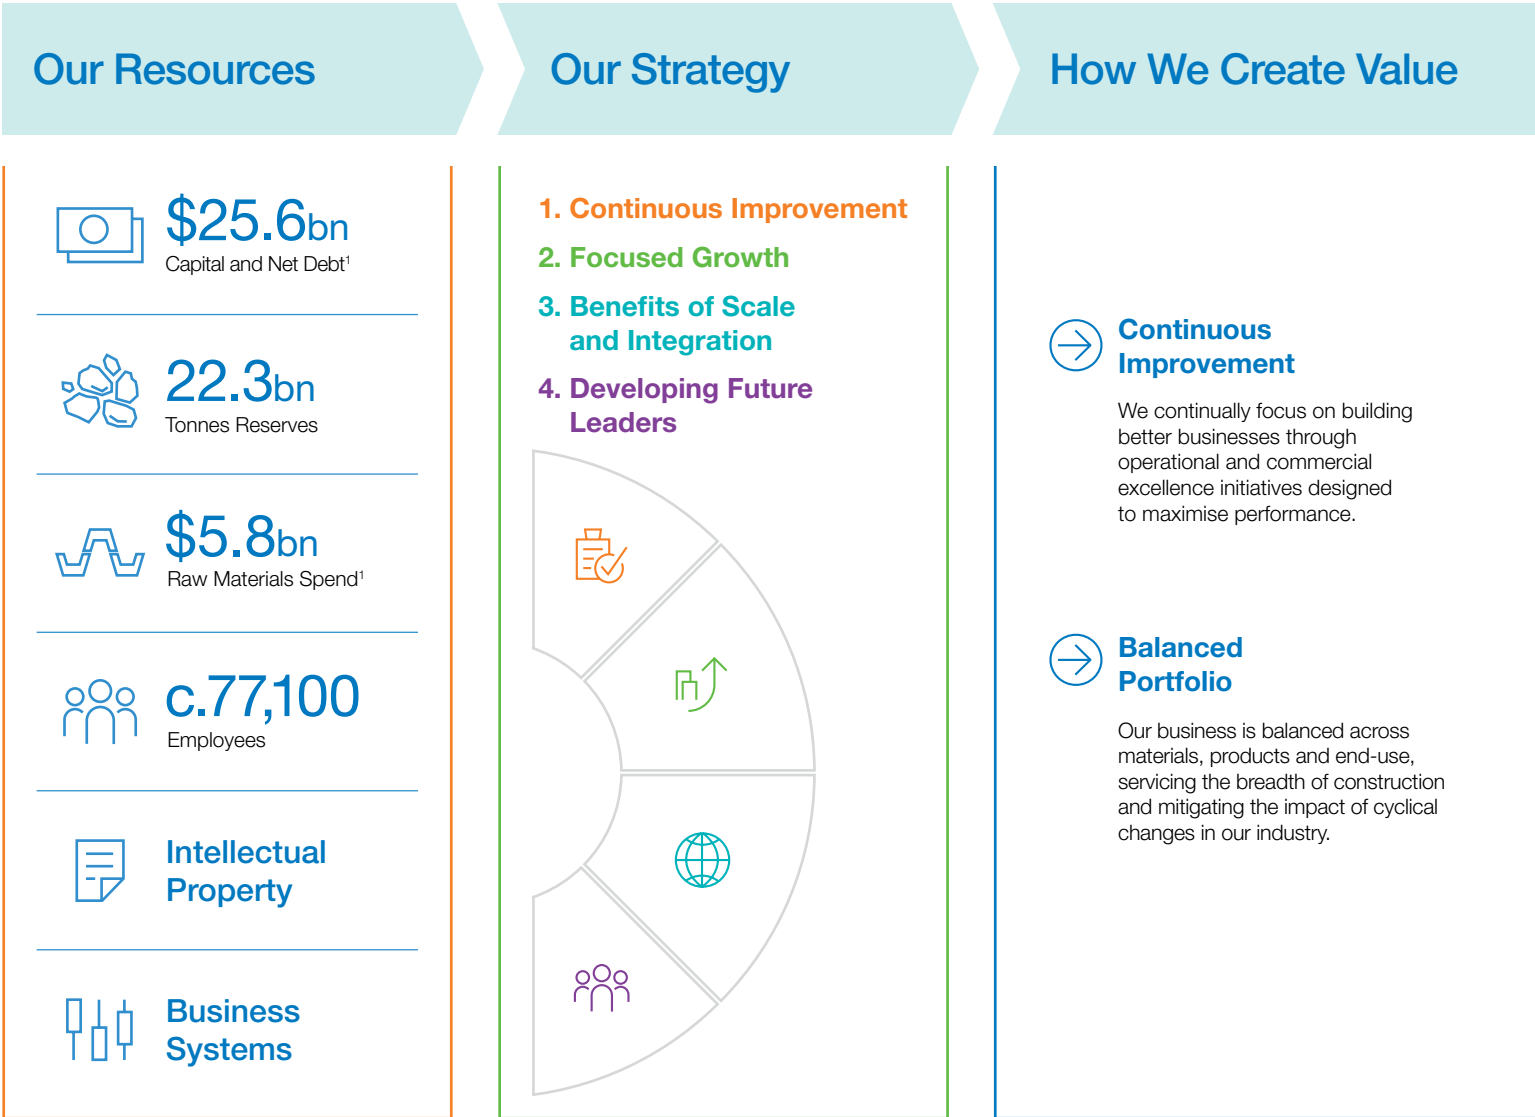 Our Resources
Our Strategy
How We Create Value
$25.6bn
Capital and Net Debt¹
22.3bn
Tonnes Reserves
$5.8bn
Raw Materials Spend¹
c.77,100
Employees
Intellectual
Property
Business
Systems
1. Continuous Improvement
2. Focused Growth
3. Benefits of Scale
and Integration
4. Developing Future
Leaders
Continuous
Improvement
We continually focus on building
better businesses through
operational and commercial
excellence initiatives designed
to maximise performance.
Balanced
Portfolio
Our business is balanced across
materials, products and end-use,
servicing the breadth of construction
and mitigating the impact of cyclical
changes in our industry.